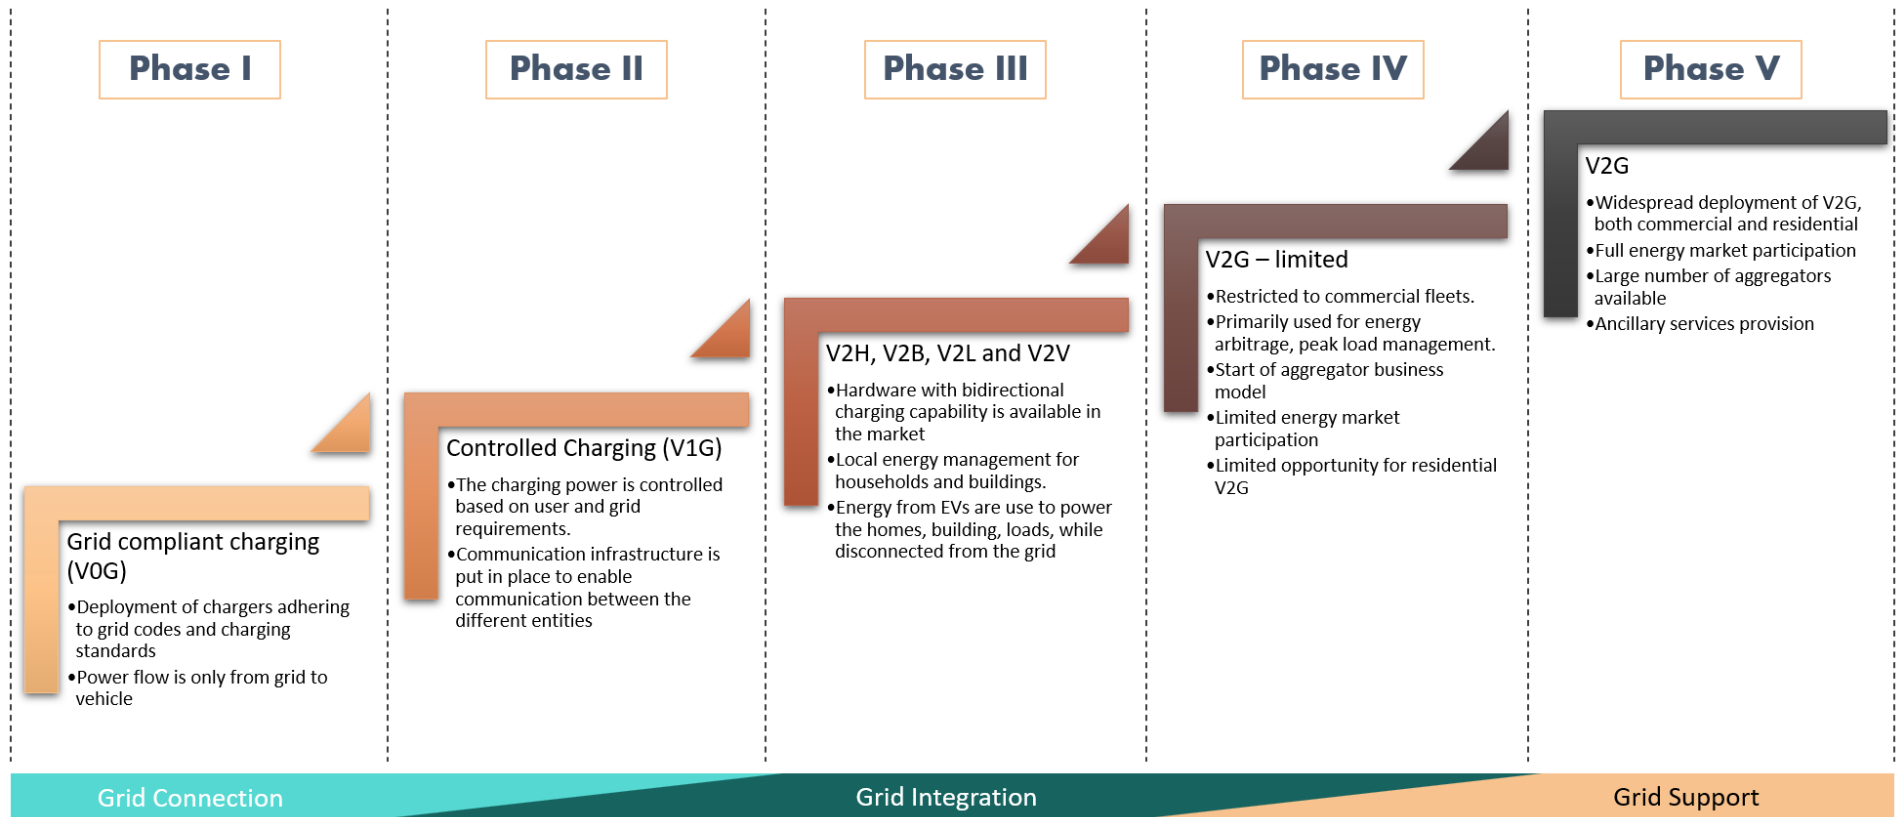 Phase I
Grid compliant charging
(V0G)
•Deployment of chargers adhering
to grid codes and charging
standards
•Power flow is only from grid to
vehicle
Phase II
Controlled Charging (V1G)
•The charging power is controlled
based on user and grid
requirements.
•Communication infrastructure is
put in place to enable
communication between the
different entities
Phase III
V2H, V2B, V2L and V2V
•Hardware with bidirectional
charging capability is available in
the market
•Local energy management for
households and buildings.
•Energy from EVs are use to power
the homes, building, loads, while
disconnected from the grid
Phase IV
V2G – limited
•Restricted to commercial fleets.
•Primarily used for energy
arbitrage, peak load management.
•Start of aggregator business
model
•Limited energy market
participation
•Limited opportunity for residential
V2G
Phase V
V2G
•Widespread deployment of V2G,
both commercial and residential
•Full energy market participation
•Large number of aggregators
available
•Ancillary services provision
Grid Connection
Grid Integration
Grid Support